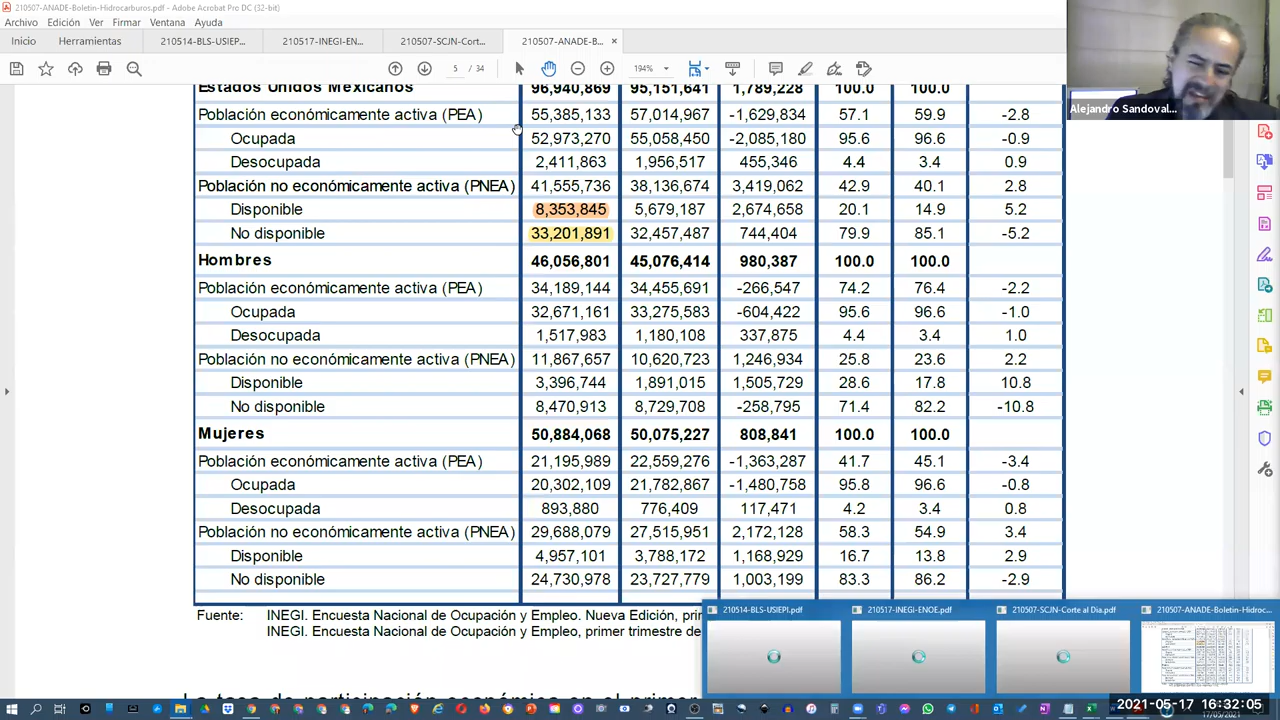 210507-ANADE-Boletin-Hidrocarburos.pdf - Adobe Acrobat Pro DC (32-bit)
Archivo Edición Ver Firmar Ventana Ayuda
Inicio Herramientas 210514-BLS-USIEP... 210517-INEGI-EN... 210507-SCJN-Cort... 210507-ANADE-B... ×
5 / 34 194%
Alejandro Sandoval...
Estados Unidos Mexicanos 96,940,869 95,151,641 1,789,228 100.0 100.0
Población económicamente activa (PEA) 55,385,133 57,014,967 -1,629,834 57.1 59.9 -2.8
Ocupada 52,973,270 55,058,450 -2,085,180 95.6 96.6 -0.9
Desocupada 2,411,863 1,956,517 455,346 4.4 3.4 0.9
Población no económicamente activa (PNEA) 41,555,736 38,136,674 3,419,062 42.9 40.1 2.8
Disponible 8,353,845 5,679,187 2,674,658 20.1 14.9 5.2
No disponible 33,201,891 32,457,487 744,404 79.9 85.1 -5.2
Hombres 46,056,801 45,076,414 980,387 100.0 100.0
Población económicamente activa (PEA) 34,189,144 34,455,691 -266,547 74.2 76.4 -2.2
Ocupada 32,671,161 33,275,583 -604,422 95.6 96.6 -1.0
Desocupada 1,517,983 1,180,108 337,875 4.4 3.4 1.0
Población no económicamente activa (PNEA) 11,867,657 10,620,723 1,246,934 25.8 23.6 2.2
Disponible 3,396,744 1,891,015 1,505,729 28.6 17.8 10.8
No disponible 8,470,913 8,729,708 -258,795 71.4 82.2 -10.8
Mujeres 50,884,068 50,075,227 808,841 100.0 100.0
Población económicamente activa (PEA) 21,195,989 22,559,276 -1,363,287 41.7 45.1 -3.4
Ocupada 20,302,109 21,782,867 -1,480,758 95.8 96.6 -0.8
Desocupada 893,880 776,409 117,471 4.2 3.4 0.8
Población no económicamente activa (PNEA) 29,688,079 27,515,951 2,172,128 58.3 54.9 3.4
Disponible 4,957,101 3,788,172 1,168,929 16.7 13.8 2.9
No disponible 24,730,978 23,727,779 1,003,199 83.3 86.2 -2.9
Fuente: INEGI. Encuesta Nacional de Ocupación y Empleo. Nueva Edición, prim
INEGI. Encuesta Nacional de Ocupación y Empleo, primer trimestre de
210514-BLS-USIEPI.pdf 210517-INEGI-ENOE.pdf 210507-SCJN-Corte al Dia.pdf 210507-ANADE-Boletin-Hidroc...
2021-05-17 16:32:05
17/05/2021